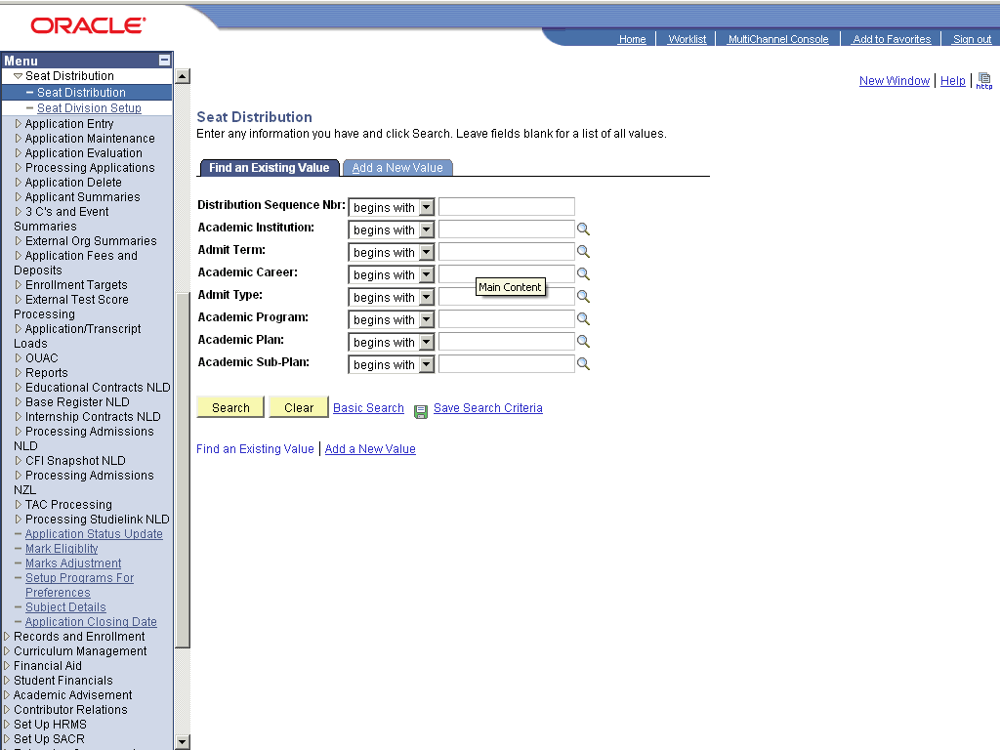 ORACLE
Home
Worklist
MultiChannel Console
Add to Favorites
Sign out
Menu
Seat Distribution
Seat Distribution
Seat Division Setup
Application Entry
Application Maintenance
Application Evaluation
Processing Applications
Application Delete
Applicant Summaries
3 C's and Event
Summaries
External Org Summaries
Application Fees and
Deposits
Enrollment Targets
External Test Score
Processing
Application/Transcript
Loads
OUAC
Reports
Educational Contracts NLD
Base Register NLD
Internship Contracts NLD
Processing Admissions
NLD
CFI Snapshot NLD
Processing Admissions
NZL
TAC Processing
Processing Studielink NLD
Application Status Update
Mark Eligiblity
Marks Adjustment
Setup Programs For
Preferences
Subject Details
Application Closing Date
Records and Enrollment
Curriculum Management
Financial Aid
Student Financials
Academic Advisement
Contributor Relations
Set Up HRMS
Set Up SACR
New Window
Help
http
Seat Distribution
Enter any information you have and click Search. Leave fields blank for a list of all values.
Find an Existing Value
Add a New Value
Distribution Sequence Nbr: begins with
Academic Institution: begins with
Admit Term: begins with
Academic Career: begins with
Main Content
Admit Type: begins with
Academic Program: begins with
Academic Plan: begins with
Academic Sub-Plan: begins with
Search
Clear
Basic Search
Save Search Criteria
Find an Existing Value
Add a New Value